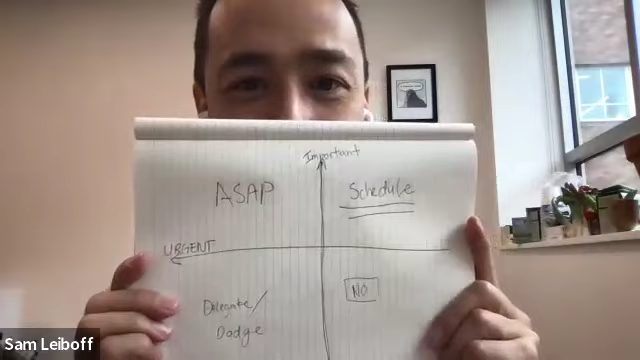 Important
ASAP
Schedule
URGENT
Delegate/
Dodge
NO
Sam Leiboff